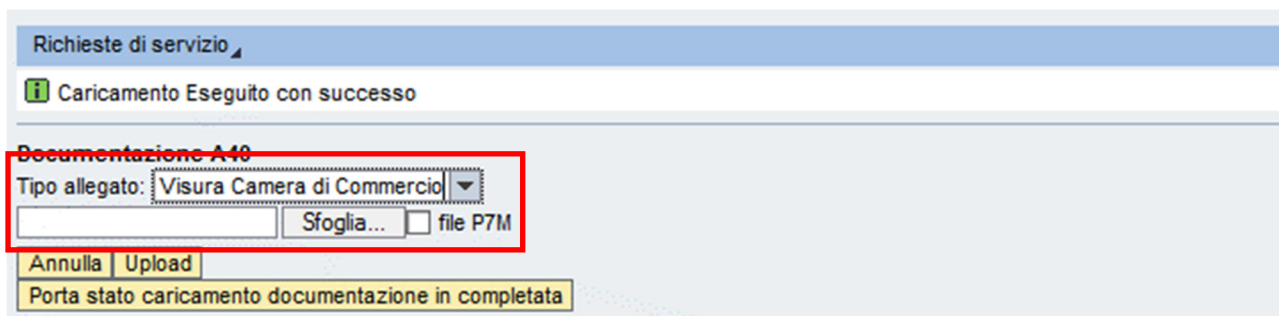 Richieste di servizio
Caricamento Eseguito con successo
Documentazione A40
Tipo allegato: Visura Camera di Commercio
Sfoglia... file P7M
Annulla Upload
Porta stato caricamento documentazione in completata